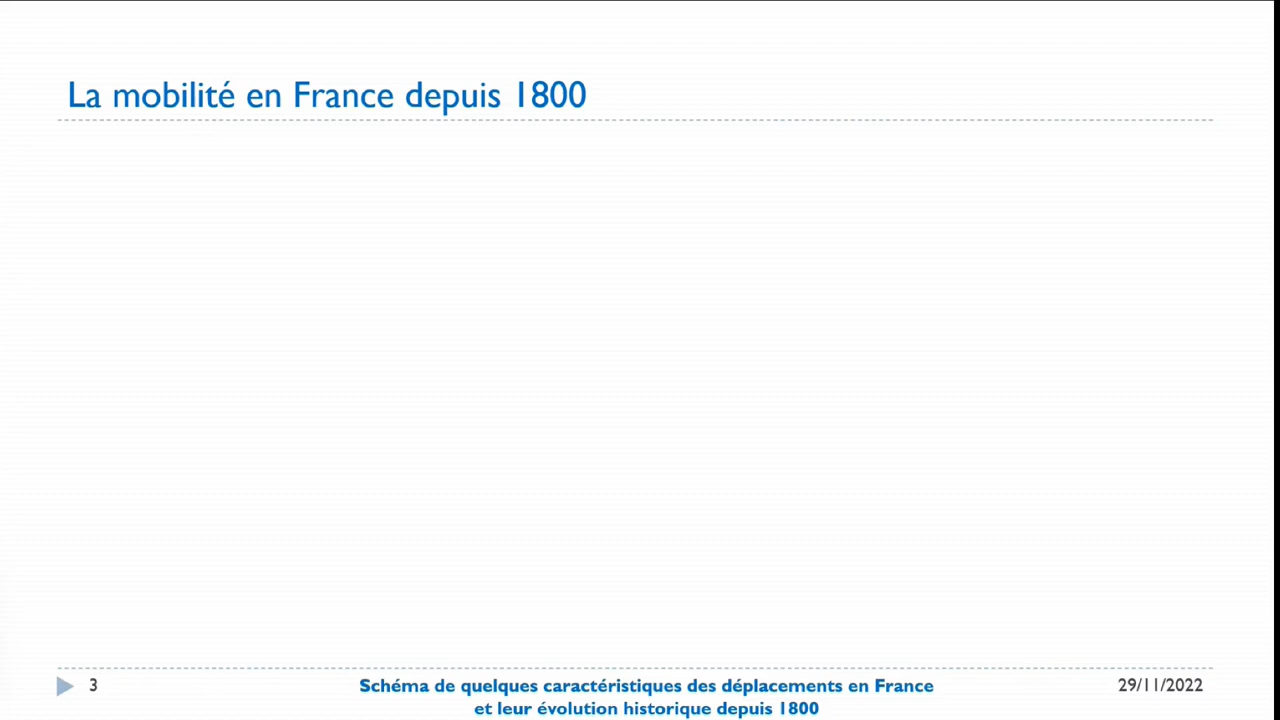 La mobilité en France depuis 1800
3
Schéma de quelques caractéristiques des déplacements en France
et leur évolution historique depuis 1800
29/11/2022